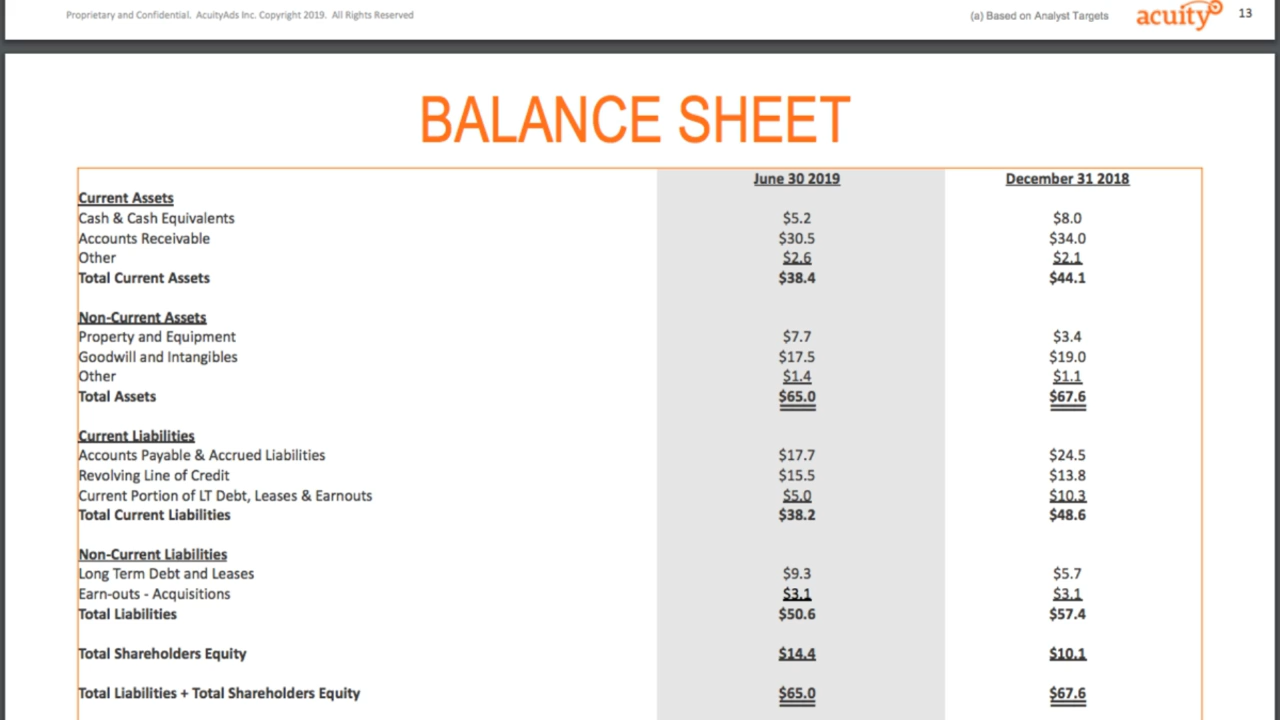 Proprietary and Confidential. AcuityAds Inc. Copyright 2019. All Rights Reserved (a) Based on Analyst Targets acuity 13
BALANCE SHEET
June 30 2019 December 31 2018
Current Assets
Cash & Cash Equivalents $5.2 $8.0
Accounts Receivable $30.5 $34.0
Other $2.6 $2.1
Total Current Assets $38.4 $44.1
Non-Current Assets
Property and Equipment $7.7 $3.4
Goodwill and Intangibles $17.5 $19.0
Other $1.4 $1.1
Total Assets $65.0 $67.6
Current Liabilities
Accounts Payable & Accrued Liabilities $17.7 $24.5
Revolving Line of Credit $15.5 $13.8
Current Portion of LT Debt, Leases & Earnouts $5.0 $10.3
Total Current Liabilities $38.2 $48.6
Non-Current Liabilities
Long Term Debt and Leases $9.3 $5.7
Earn-outs - Acquisitions $3.1 $3.1
Total Liabilities $50.6 $57.4
Total Shareholders Equity $14.4 $10.1
Total Liabilities + Total Shareholders Equity $65.0 $67.6